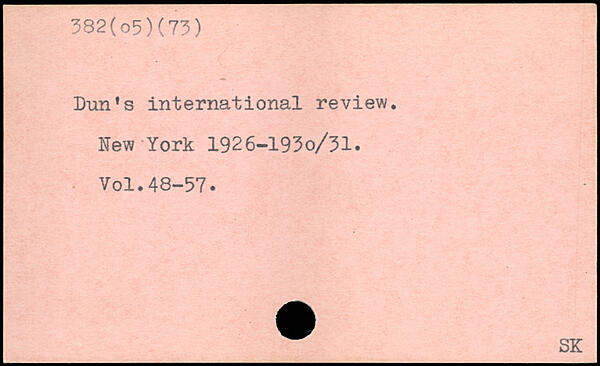 382(o5)(73)
Dun's international review.
New York 1926-193o/31.
Vol.48-57.
SK